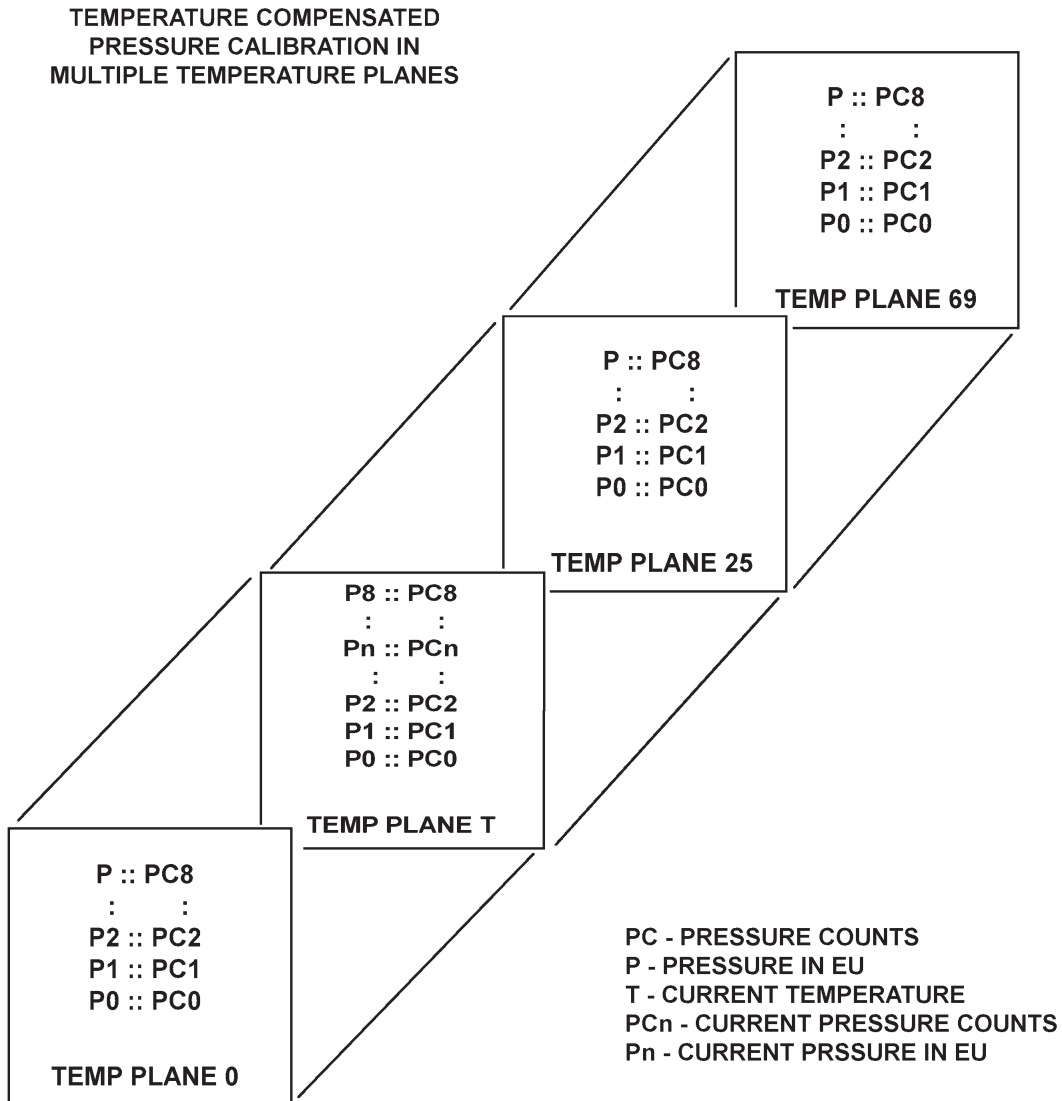 TEMPERATURE COMPENSATED
PRESSURE CALIBRATION IN
MULTIPLE TEMPERATURE PLANES
P :: PC8
: :
P2 :: PC2
P1 :: PC1
P0 :: PC0
TEMP PLANE 69
P :: PC8
: :
P2 :: PC2
P1 :: PC1
P0 :: PC0
TEMP PLANE 25
P8 :: PC8
: :
Pn :: PCn
: :
P2 :: PC2
P1 :: PC1
P0 :: PC0
TEMP PLANE T
P :: PC8
: :
P2 :: PC2
P1 :: PC1
P0 :: PC0
TEMP PLANE 0
PC - PRESSURE COUNTS
P - PRESSURE IN EU
T - CURRENT TEMPERATURE
PCn - CURRENT PRESSURE COUNTS
Pn - CURRENT PRSSURE IN EU